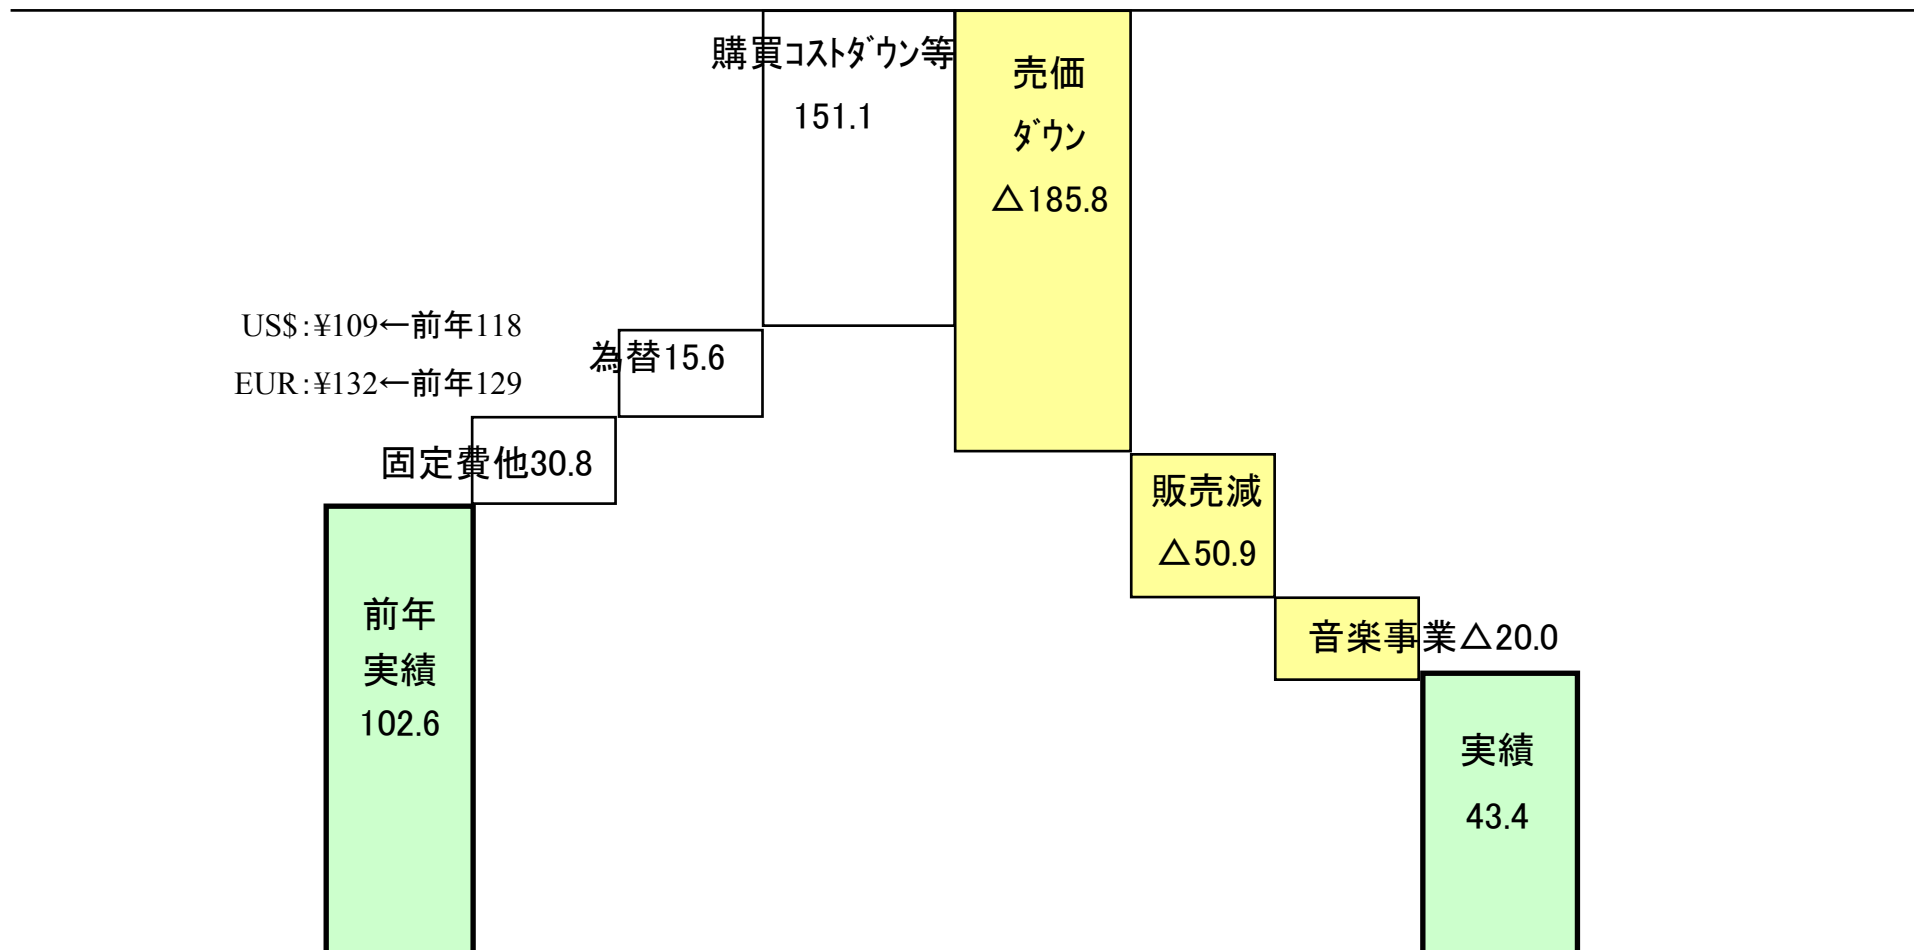 購買コストダウン等
151.1
売価
ダウン
△185.8
US$:¥109←前年118
EUR:¥132←前年129
為替15.6
固定費他30.8
販売減
△50.9
前年
実績
102.6
音楽事業△20.0
実績
43.4